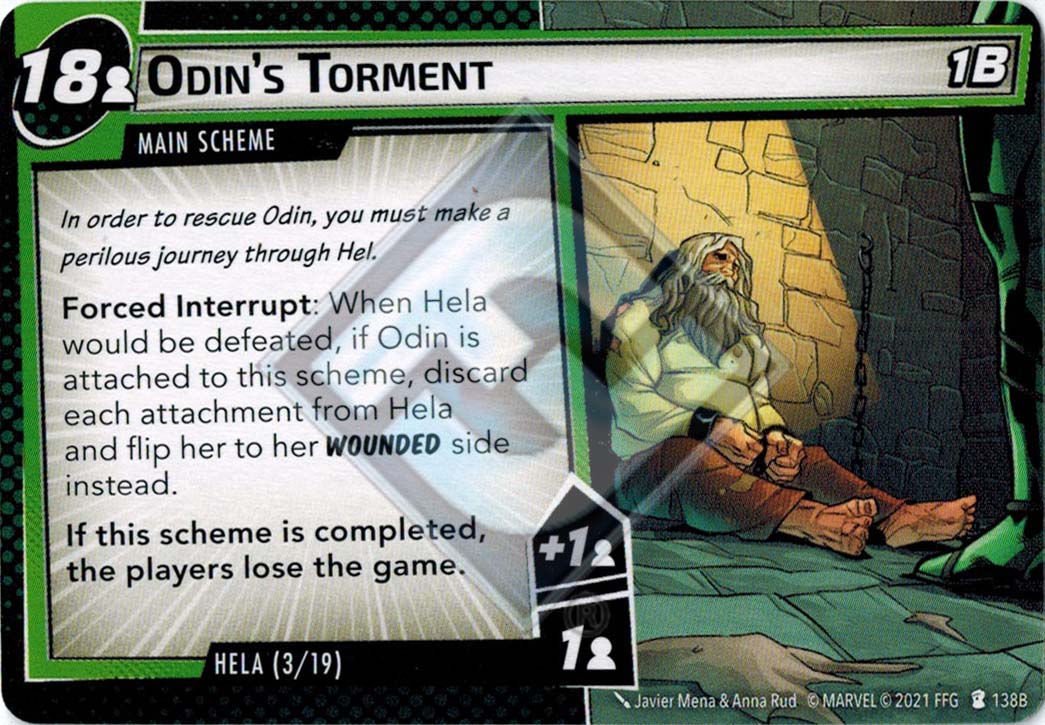 18
ODIN'S TORMENT
1B
MAIN SCHEME
In order to rescue Odin, you must make a
perilous journey through Hel.
Forced Interrupt: When Hela
would be defeated, if Odin is
attached to this scheme, discard
each attachment from Hela
and flip her to her WOUNDED side
instead.
If this scheme is completed,
the players lose the game.
+1
1
HELA (3/19)
Javier Mena & Anna Rud © MARVEL © 2021 FFG 138B
®